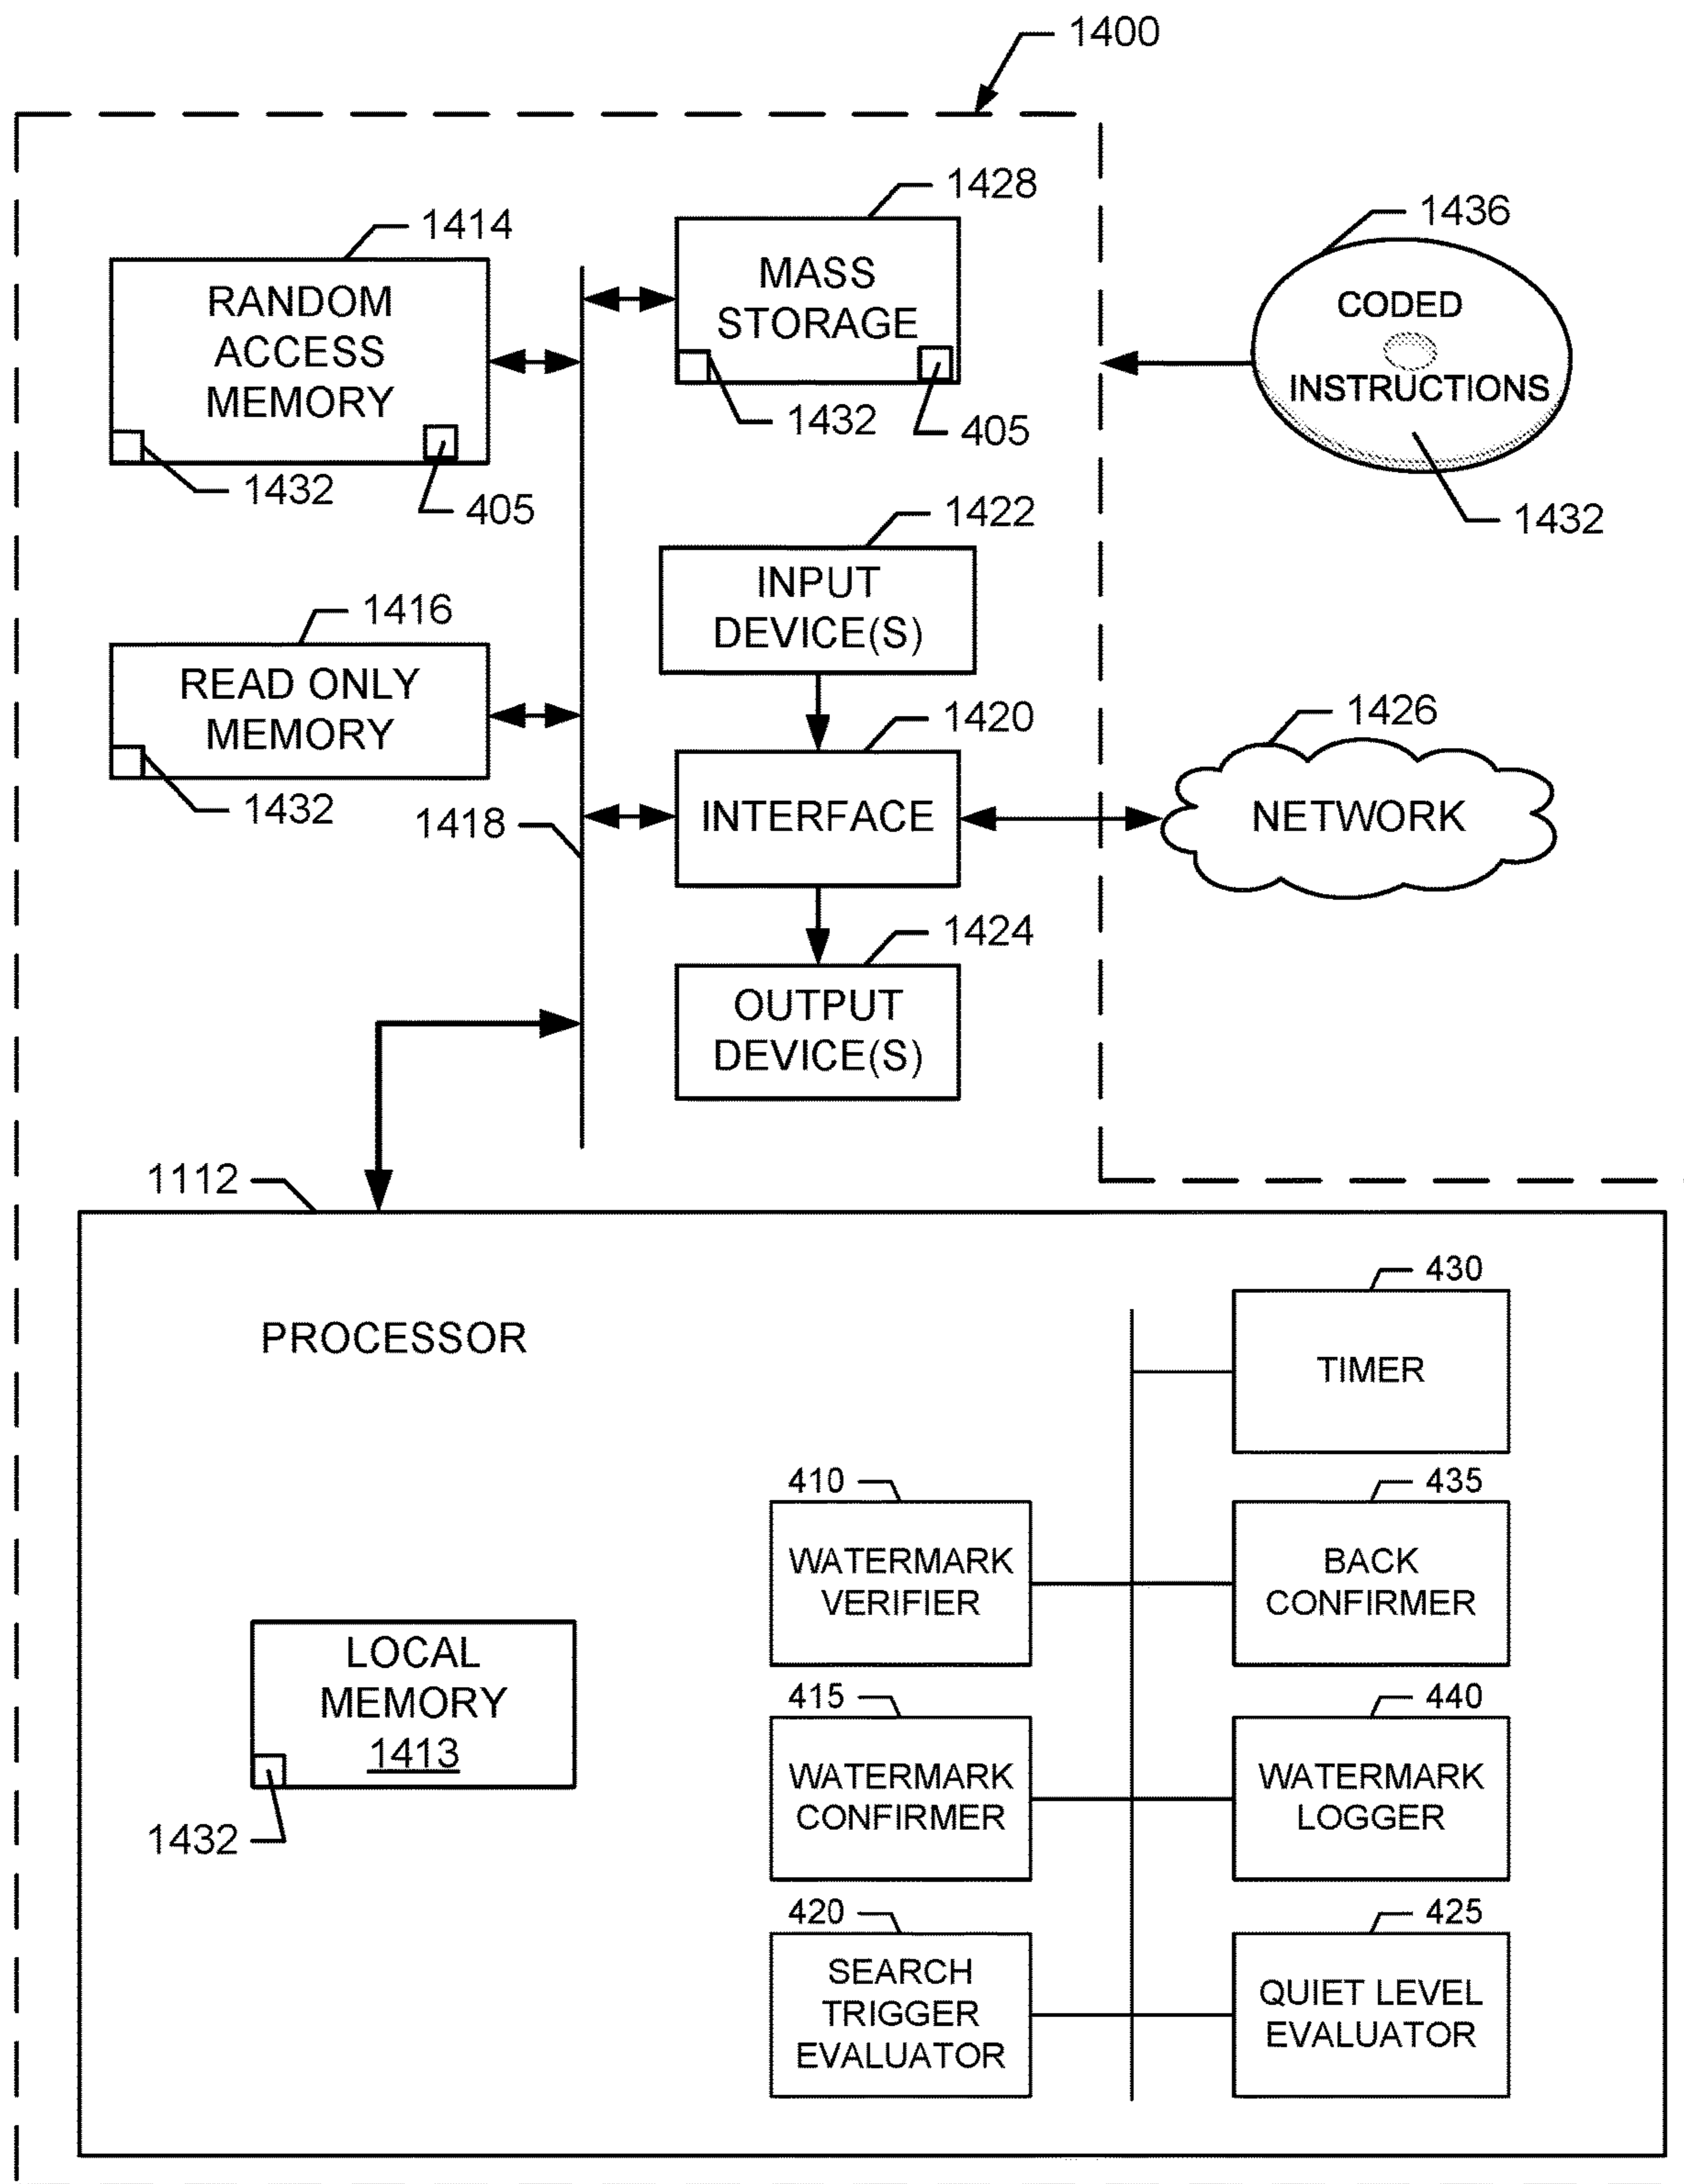 1400
1428
1414
1436
MASS
STORAGE
RANDOM
ACCESS
MEMORY
CODED
INSTRUCTIONS
1432
405
1432
405
1432
1422
INPUT
DEVICE(S)
1416
READ ONLY
MEMORY
1432
1420
1426
1418
INTERFACE
NETWORK
1424
OUTPUT
DEVICE(S)
1112
PROCESSOR
430
TIMER
410
WATERMARK
VERIFIER
435
BACK
CONFIRMER
LOCAL
MEMORY
1413
1432
415
WATERMARK
CONFIRMER
440
WATERMARK
LOGGER
420
SEARCH
TRIGGER
EVALUATOR
425
QUIET LEVEL
EVALUATOR